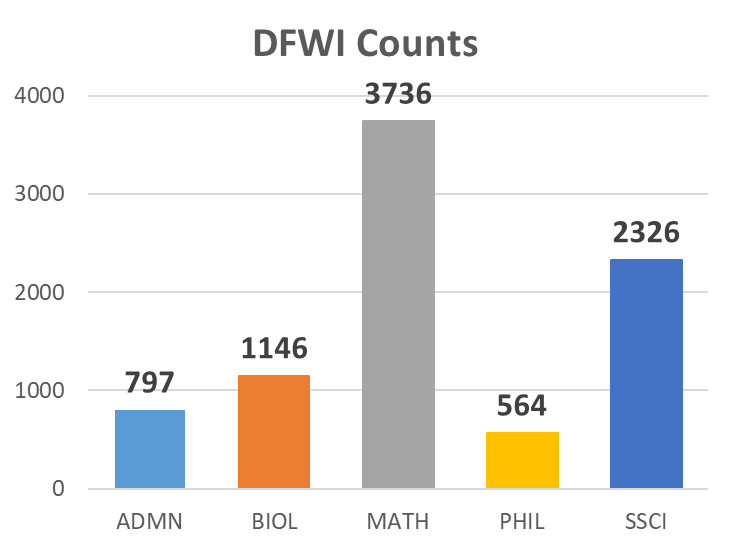 DFWI Counts
4000
3000
2000
1000
0
797
1146
3736
564
2326
ADMN
BIOL
MATH
PHIL
SSCI